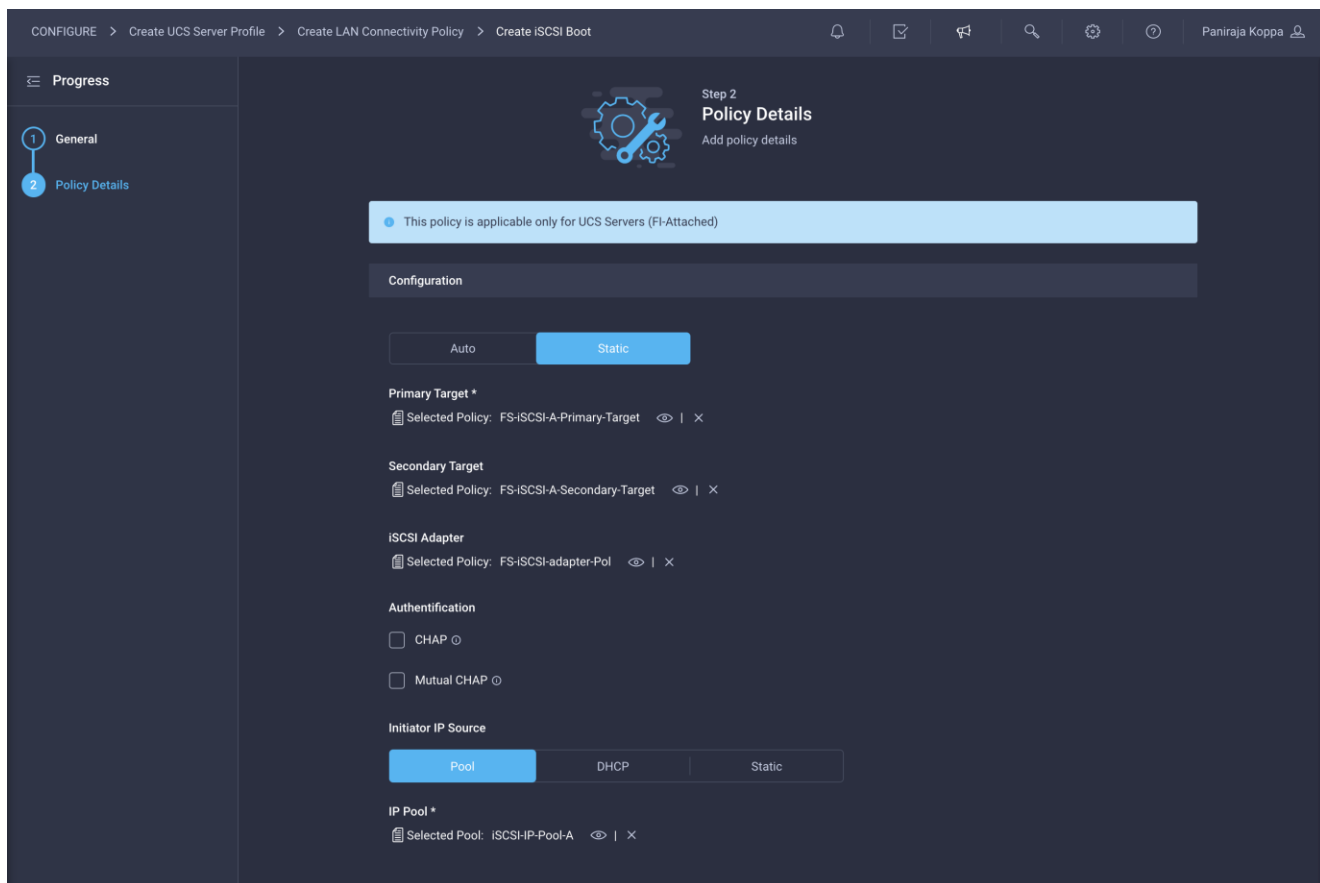 CONFIGURE > Create UCS Server Profile > Create LAN Connectivity Policy > Create iSCSI Boot
Paniraja Koppa
Progress
1 General
2 Policy Details
Step 2
Policy Details
Add policy details
This policy is applicable only for UCS Servers (FI-Attached)
Configuration
Auto Static
Primary Target *
Selected Policy: FS-iSCSI-A-Primary-Target |
Secondary Target
Selected Policy: FS-iSCSI-A-Secondary-Target |
iSCSI Adapter
Selected Policy: FS-iSCSI-adapter-Pol |
Authentification
CHAP
Mutual CHAP
Initiator IP Source
Pool DHCP Static
IP Pool *
Selected Pool: iSCSI-IP-Pool-A |